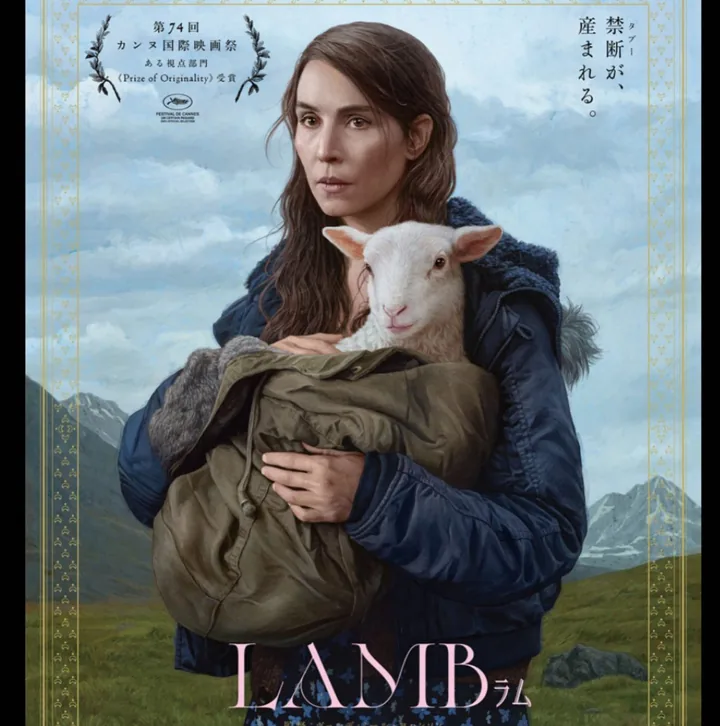 第74回
カンヌ国際映画祭
ある視点部門
《Prize of Originality》受賞
FESTIVAL DE CANNES
禁断が、
タブー
産まれる。
LAMB ラム